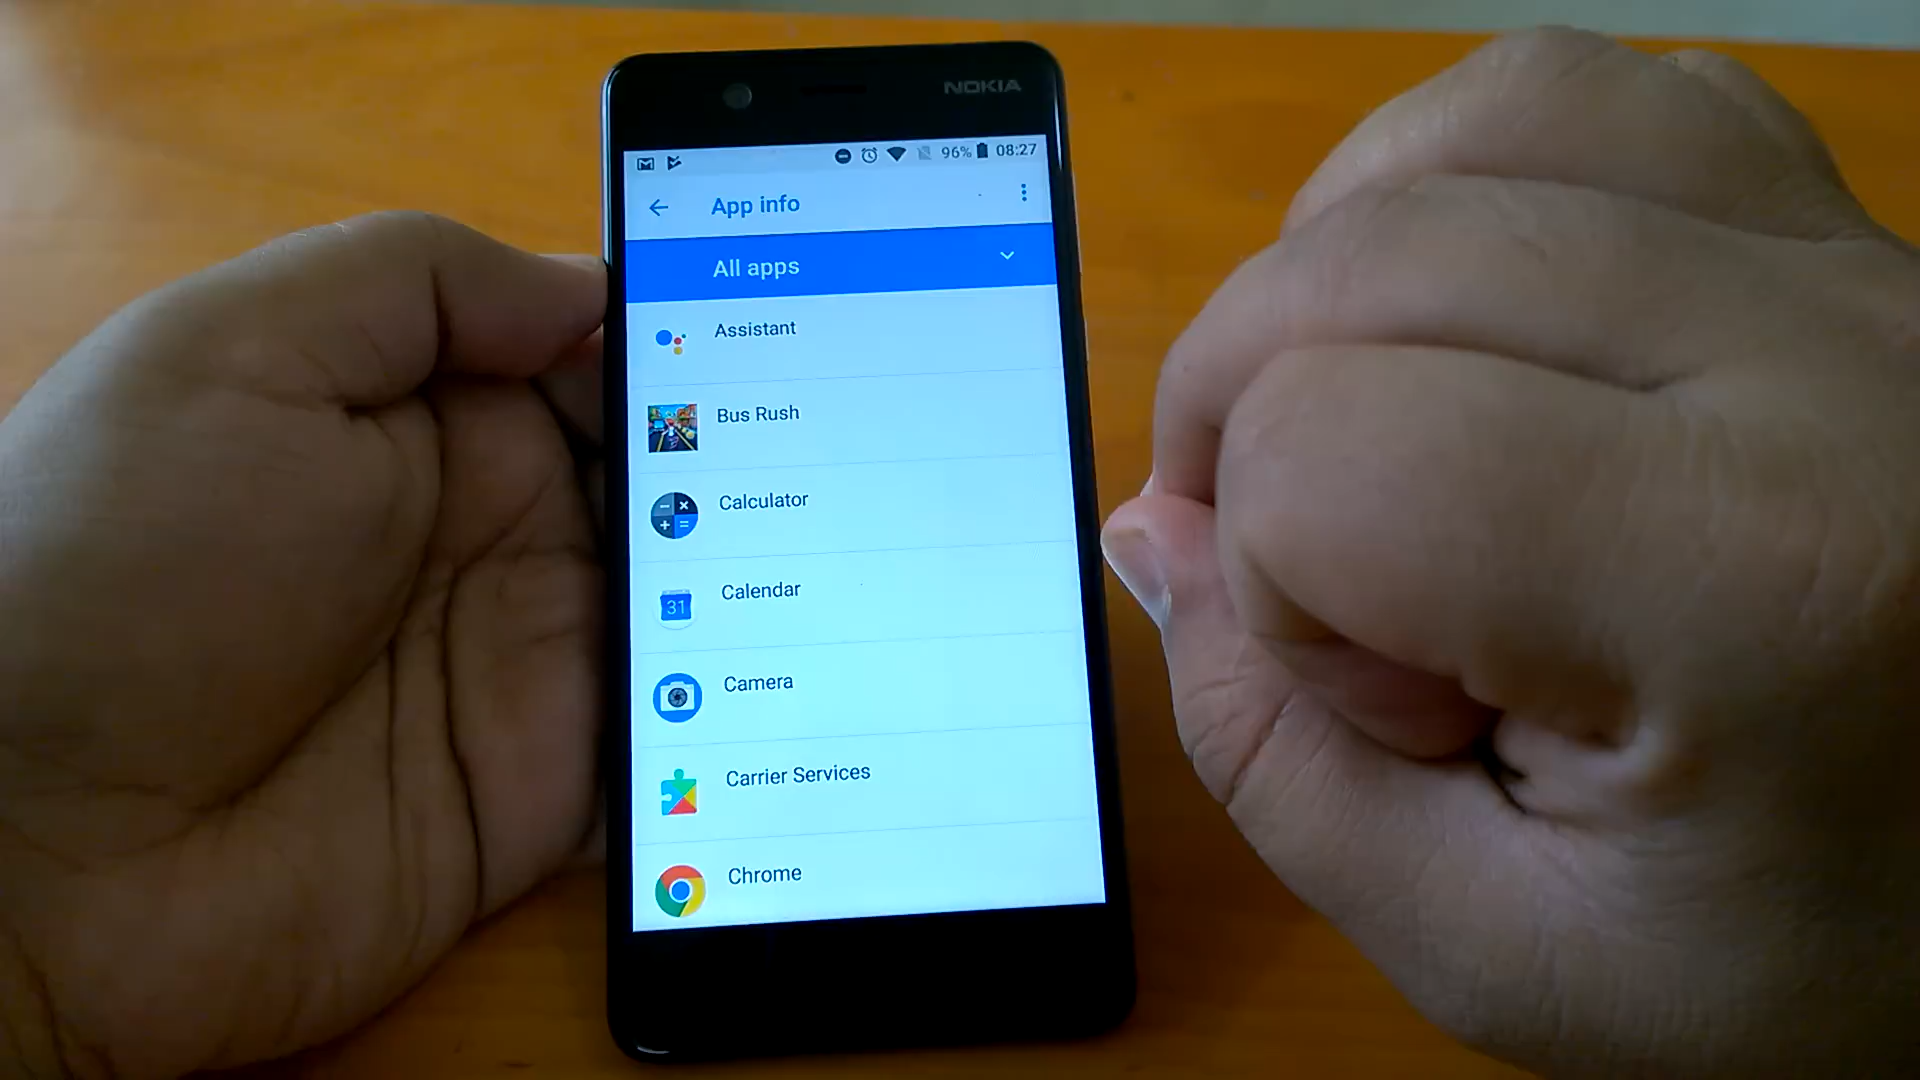 NOKIA
96% 08:27
App info
All apps
Assistant
Bus Rush
Calculator
31
Calendar
Camera
Carrier Services
Chrome